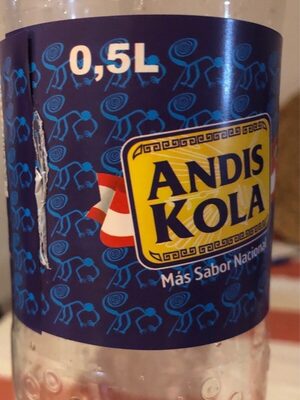 0,5L
ANDIS
KOLA
Más Sabor Nacional